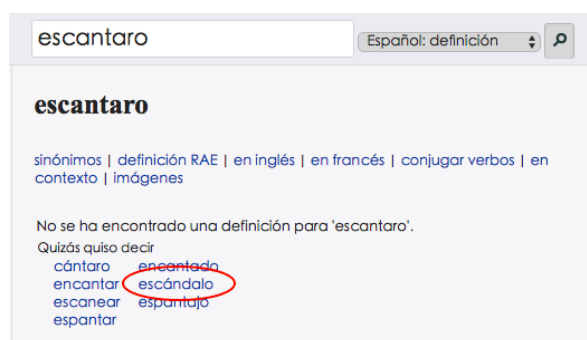 escantaro
Español: definición
escantaro
sinónimos | definición RAE | en inglés | en francés | conjugar verbos | en
contexto | imágenes
No se ha encontrado una definición para 'escantaro'.
Quizás quiso decir
cántaro encantado
encantar escándalo
escanear espantajo
espantar